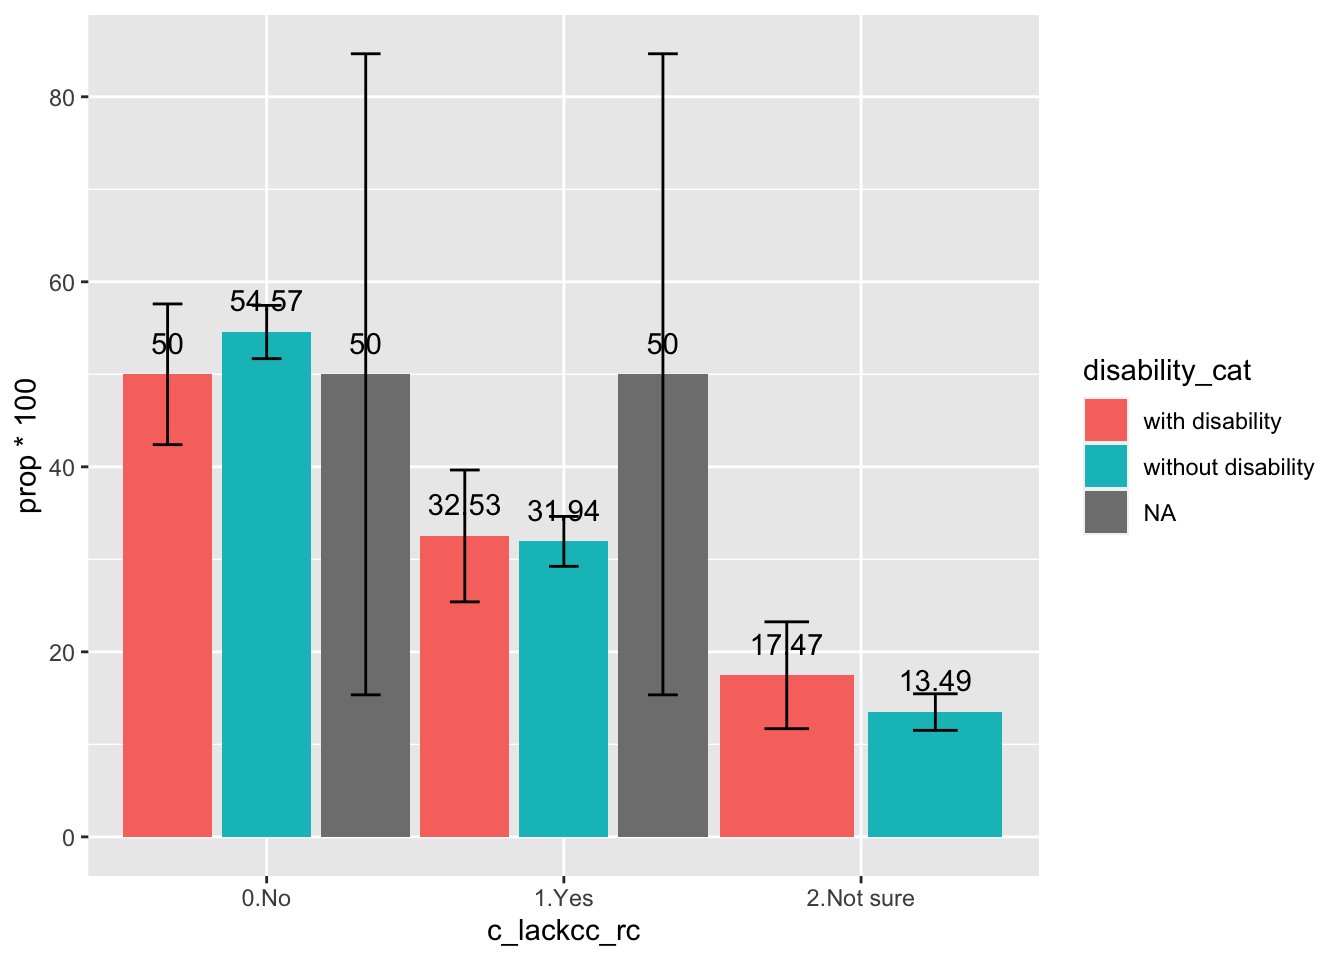 80
60
40
20
0
prop * 100
50
54.57
50
32.53
31.94
50
17.47
13.49
0.No
1.Yes
2.Not sure
c_lackcc_rc
disability_cat
with disability
without disability
NA